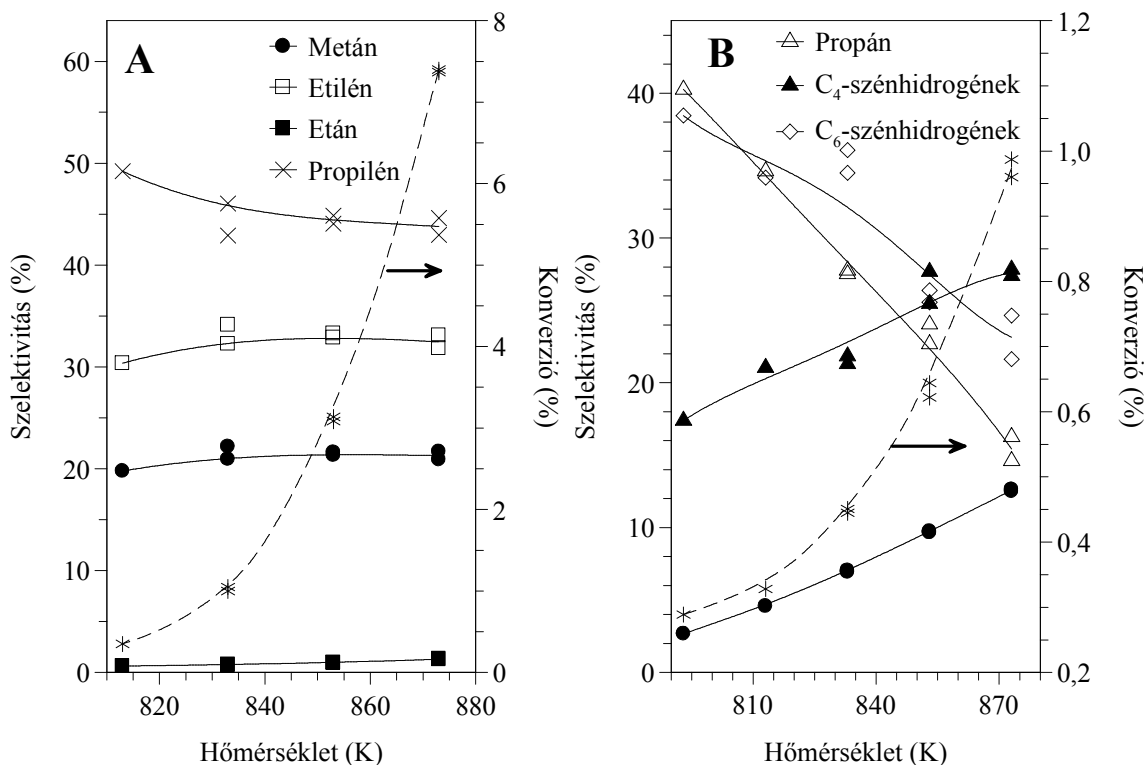 A
Metán
Etilén
Etán
Propilén
Szelektivitás (%)
60
50
40
30
20
10
0
8
6
4
2
0
Konverzió (%)
820 840 860 880
Hőmérséklet (K)
B
Propán
C4-szénhidrogének
C6-szénhidrogének
Szelektivitás (%)
40
30
20
10
0
1,2
1,0
0,8
0,6
0,4
0,2
Konverzió (%)
810 840 870
Hőmérséklet (K)